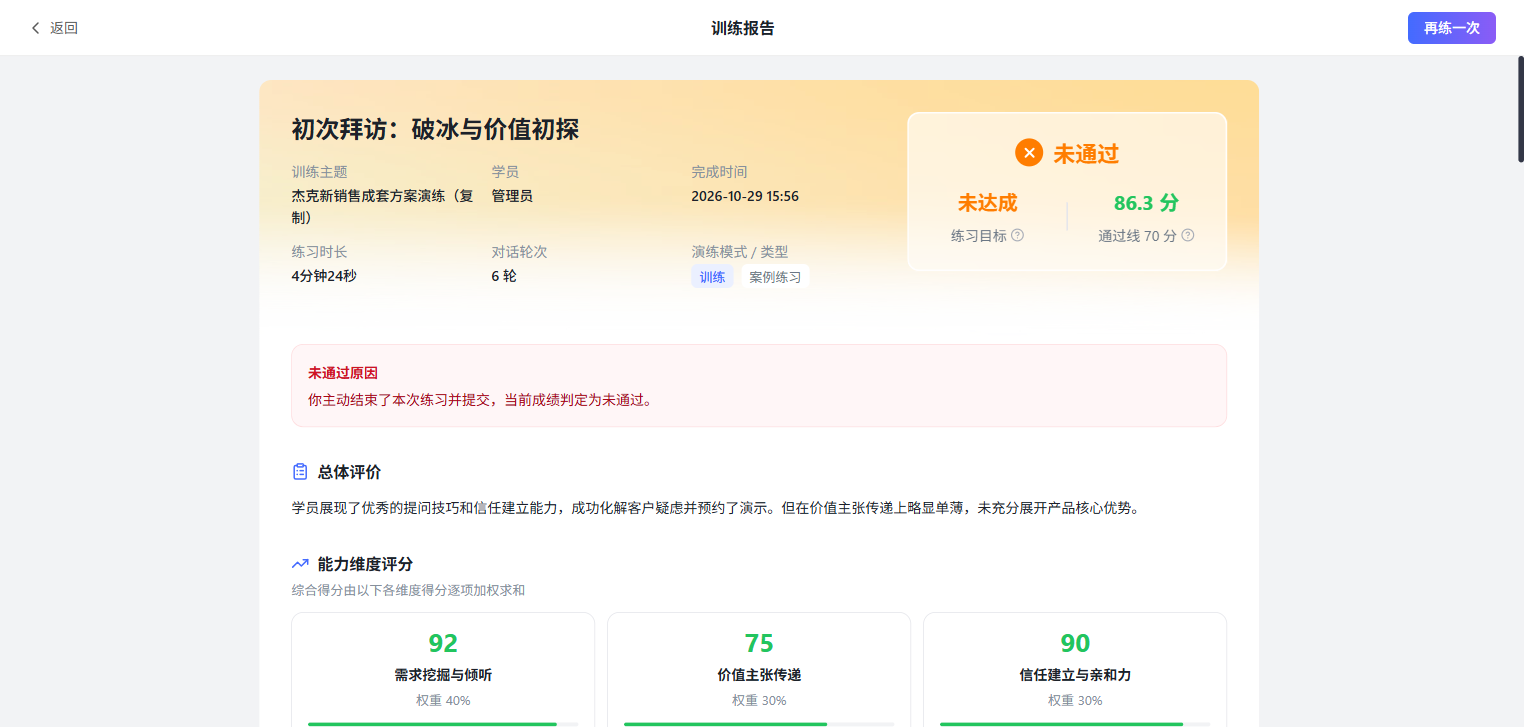 返回
训练报告
再练一次
初次拜访：破冰与价值初探
训练主题
学员
完成时间
杰克新销售成套方案演练（复
制）
管理员
2026-10-29 15:56
练习时长
对话轮次
演练模式 / 类型
4分钟24秒
6 轮
训练
案例练习
未通过
未达成
86.3 分
练习目标
通过线 70 分
未通过原因
你主动结束了本次练习并提交，当前成绩判定为未通过。
总体评价
学员展现了优秀的提问技巧和信任建立能力，成功化解客户疑虑并预约了演示。但在价值主张传递上略显单薄，未充分展开产品核心优势。
能力维度评分
综合得分由以下各维度得分逐项加权求和
92
需求挖掘与倾听
权重 40%
75
价值主张传递
权重 30%
90
信任建立与亲和力
权重 30%